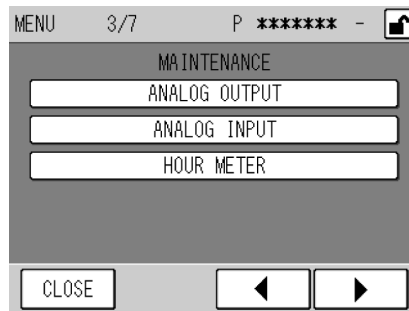 MENU 3/7 P ******* -
MAINTENANCE
ANALOG OUTPUT
ANALOG INPUT
HOUR METER
CLOSE